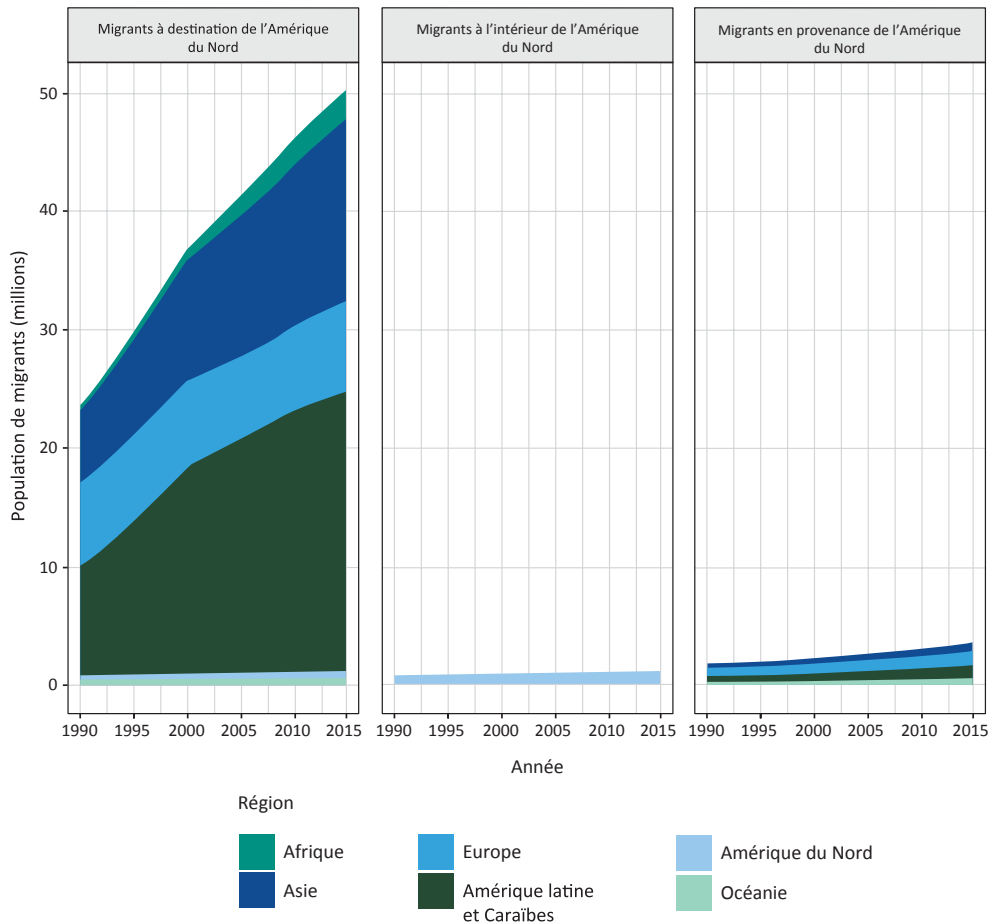 Migrants à destination de l’Amérique
du Nord
Migrants à l’intérieur de l’Amérique
du Nord
Migrants en provenance de l’Amérique
du Nord
Population de migrants (millions)
50
40
30
20
10
0
1990 1995 2000 2005 2010 2015
1990 1995 2000 2005 2010 2015
1990 1995 2000 2005 2010 2015
Année
Région
Afrique
Europe
Amérique du Nord
Asie
Amérique latine
et Caraïbes
Océanie